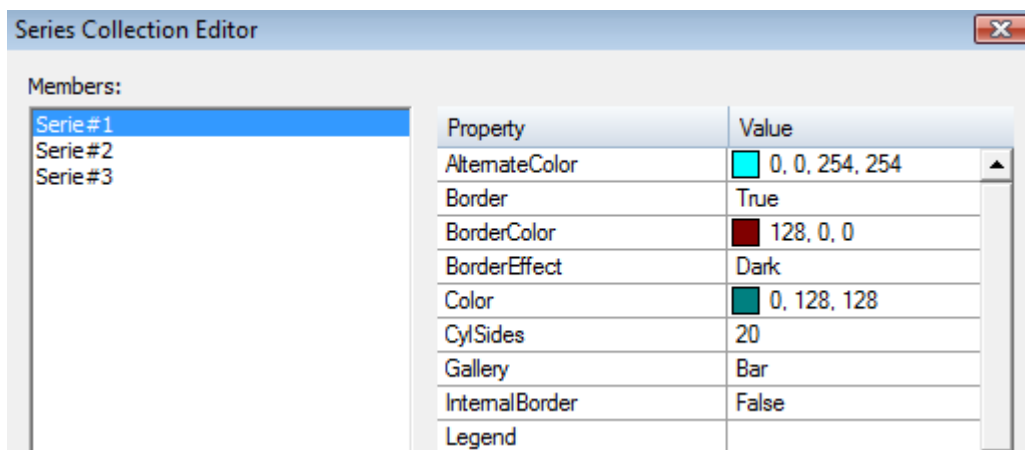 Series Collection Editor
Members:
Serie#1
Serie#2
Serie#3
Property Value
AlternateColor 0, 0, 254, 254
Border True
BorderColor 128, 0, 0
BorderEffect Dark
Color 0, 128, 128
CylSides 20
Gallery Bar
InternalBorder False
Legend